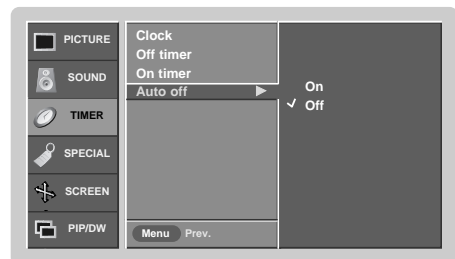 PICTURE
SOUND
TIMER
SPECIAL
SCREEN
PIP/DW
Clock
Off timer
On timer
Auto off
On
Off
Menu Prev.